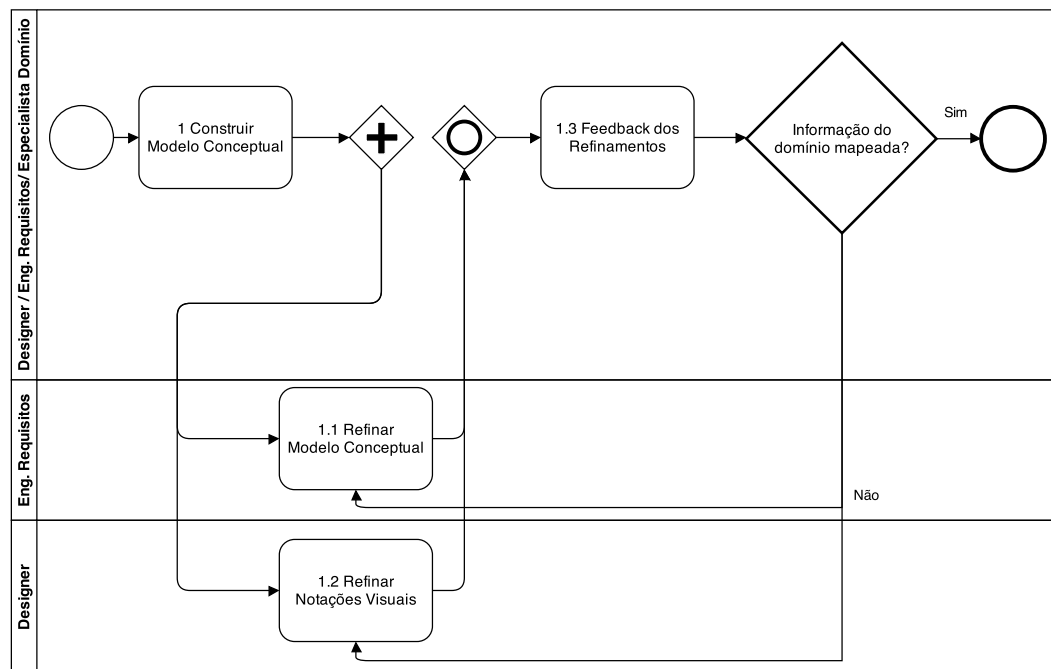 Designer / Eng. Requisitos/ Especialista Domínio
1 Construir
Modelo Conceptual
1.3 Feedback dos
Refinamentos
Informação do
domínio mapeada?
Sim
Eng. Requisitos
1.1 Refinar
Modelo Conceptual
Não
Designer
1.2 Refinar
Notações Visuais